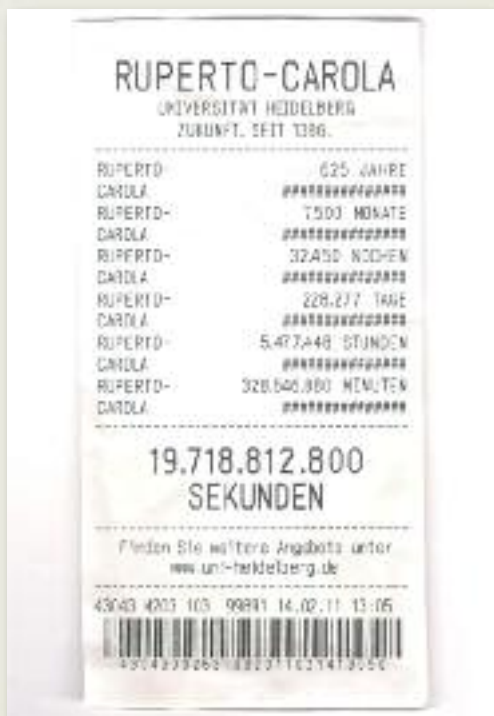 RUPERTO-CAROLA
UNIVERSITÄT HEIDELBERG
ZUKUNFT. SEIT 1386.
RUPERTO- 625 JAHRE
CAROLA ###############
RUPERTO- 7500 MONATE
CAROLA ###############
RUPERTO- 32.450 WOCHEN
CAROLA ###############
RUPERTO- 228.277 TAGE
CAROLA ###############
RUPERTO- 5.477.448 STUNDEN
CAROLA ###############
RUPERTO- 328.646.880 MINUTEN
CAROLA ###############
19.718.812.800
SEKUNDEN
Finden Sie weitere Angebote unter
www.uni-heidelberg.de
43043 4203 103 99891 14.02.11 13:05